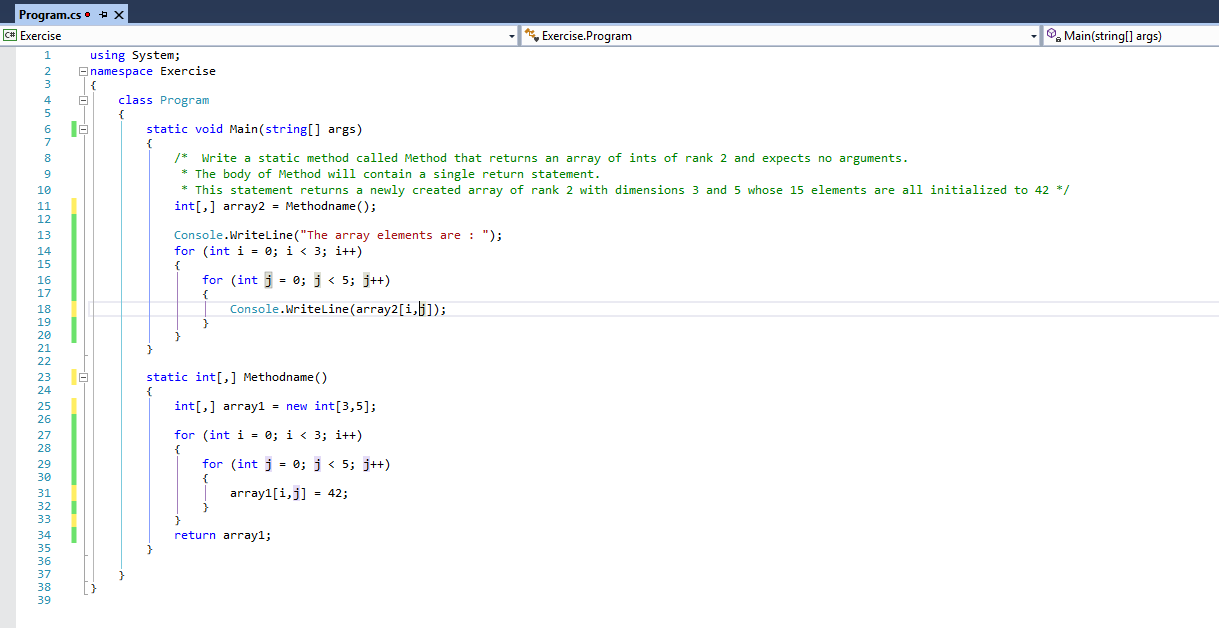 Program.cs
Exercise
Exercise.Program
Main(string[] args)
1 using System;
2 namespace Exercise
3 {
4 class Program
5 {
6 static void Main(string[] args)
7 {
8 /*  Write a static method called Method that returns an array of ints of rank 2 and expects no arguments.
9 * The body of Method will contain a single return statement.
10 * This statement returns a newly created array of rank 2 with dimensions 3 and 5 whose 15 elements are all initialized to 42 */
11 int[,] array2 = Methodname();
12
13 Console.WriteLine("The array elements are : ");
14 for (int i = 0; i < 3; i++)
15 {
16 for (int j = 0; j < 5; j++)
17 {
18 Console.WriteLine(array2[i,j]);
19 }
20 }
21 }
22
23 static int[,] Methodname()
24 {
25 int[,] array1 = new int[3,5];
26
27 for (int i = 0; i < 3; i++)
28 {
29 for (int j = 0; j < 5; j++)
30 {
31 array1[i,j] = 42;
32 }
33 }
34 return array1;
35 }
36
37 }
38 }
39